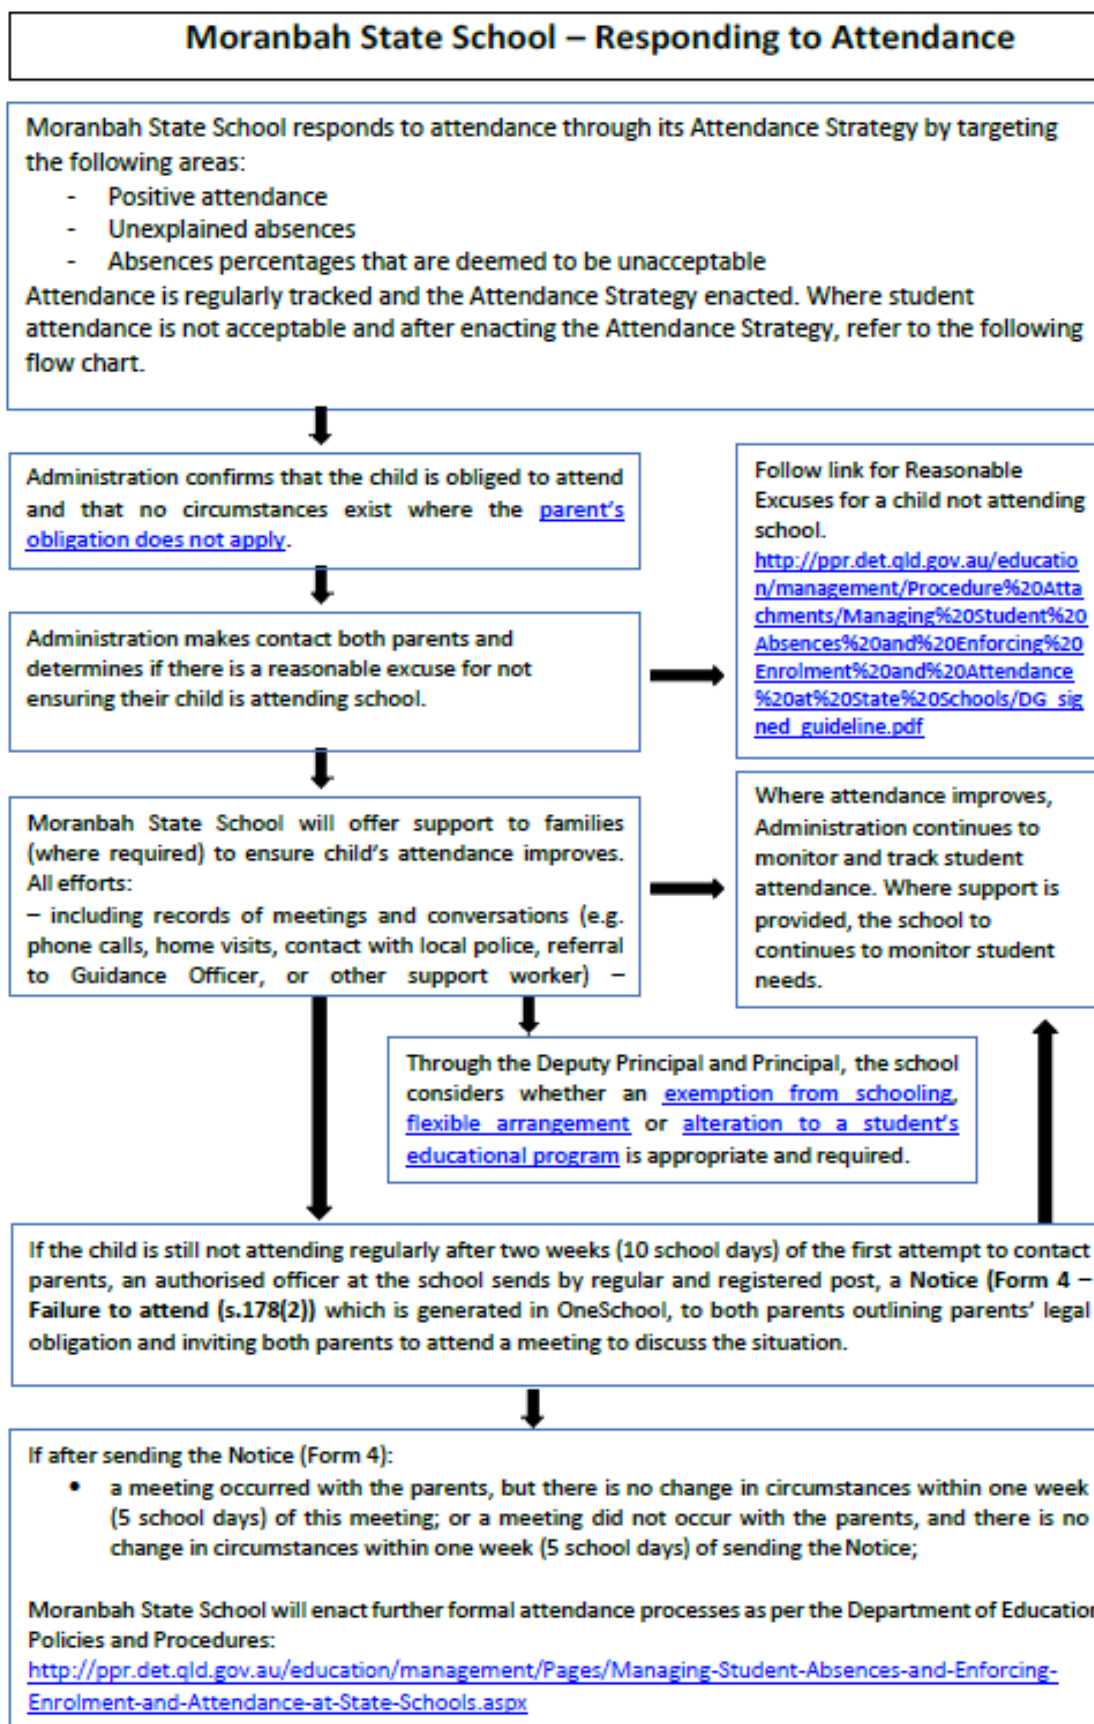 Moranbah State School – Responding to Attendance
Moranbah State School responds to attendance through its Attendance Strategy by targeting
the following areas:
- Positive attendance
- Unexplained absences
- Absences percentages that are deemed to be unacceptable
Attendance is regularly tracked and the Attendance Strategy enacted. Where student
attendance is not acceptable and after enacting the Attendance Strategy, refer to the following
flow chart.
Administration confirms that the child is obliged to attend
and that no circumstances exist where the parent's
obligation does not apply.
Follow link for Reasonable
Excuses for a child not attending
school.
http://ppr.det.qld.gov.au/educatio
n/management/Procedure%20Atta
chments/Managing%20Student%20
Absences%20and%20Enforcing%20
Enrolment%20and%20Attendance
%20at%20State%20Schools/DG_sig
ned_guideline.pdf
Administration makes contact both parents and
determines if there is a reasonable excuse for not
ensuring their child is attending school.
Moranbah State School will offer support to families
(where required) to ensure child's attendance improves.
All efforts:
– including records of meetings and conversations (e.g.
phone calls, home visits, contact with local police, referral
to Guidance Officer, or other support worker) –
Where attendance improves,
Administration continues to
monitor and track student
attendance. Where support is
provided, the school to
continues to monitor student
needs.
Through the Deputy Principal and Principal, the school
considers whether an exemption from schooling,
flexible arrangement or alteration to a student's
educational program is appropriate and required.
If the child is still not attending regularly after two weeks (10 school days) of the first attempt to contact
parents, an authorised officer at the school sends by regular and registered post, a Notice (Form 4 –
Failure to attend (s.178(2)) which is generated in OneSchool, to both parents outlining parents' legal
obligation and inviting both parents to attend a meeting to discuss the situation.
If after sending the Notice (Form 4):
• a meeting occurred with the parents, but there is no change in circumstances within one week
(5 school days) of this meeting; or a meeting did not occur with the parents, and there is no
change in circumstances within one week (5 school days) of sending the Notice;
Moranbah State School will enact further formal attendance processes as per the Department of Education
Policies and Procedures:
http://ppr.det.qld.gov.au/education/management/Pages/Managing-Student-Absences-and-Enforcing-
Enrolment-and-Attendance-at-State-Schools.aspx